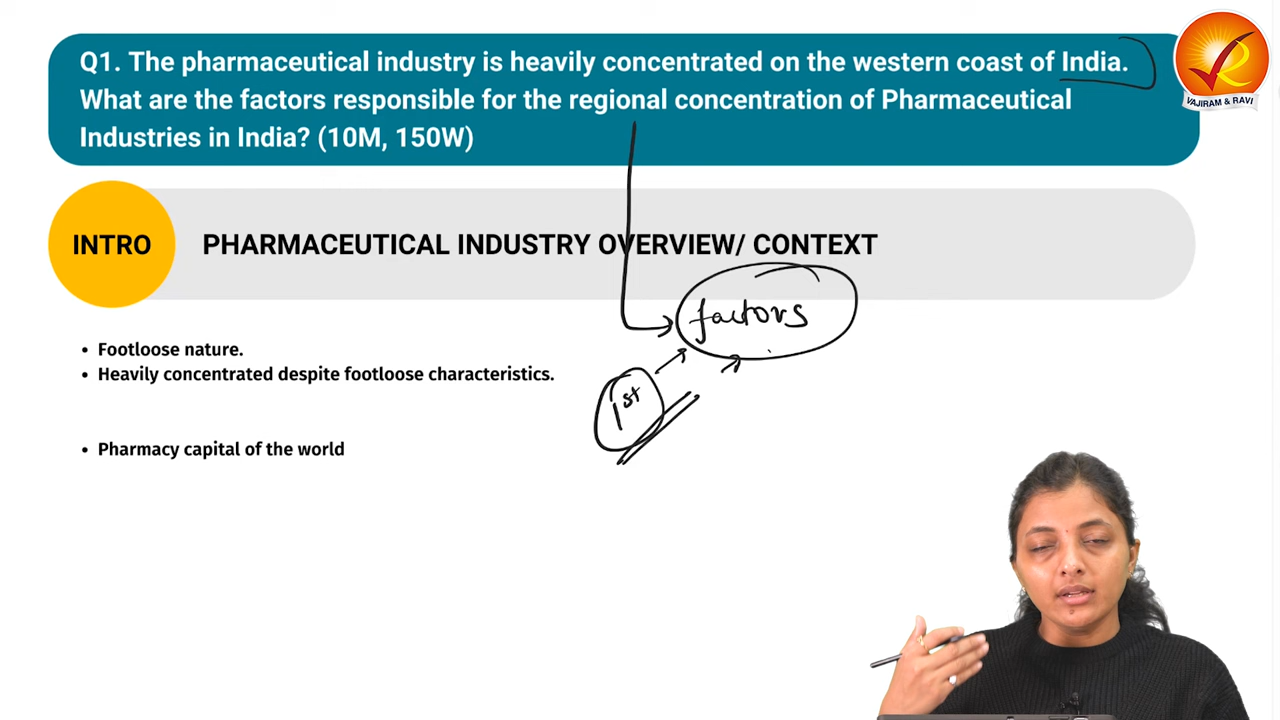 Q1. The pharmaceutical industry is heavily concentrated on the western coast of India.
What are the factors responsible for the regional concentration of Pharmaceutical
Industries in India? (10M, 150W)
VAJIRAM & RAVI
INTRO
PHARMACEUTICAL INDUSTRY OVERVIEW/ CONTEXT
factors
• Footloose nature.
• Heavily concentrated despite footloose characteristics.
1st
• Pharmacy capital of the world